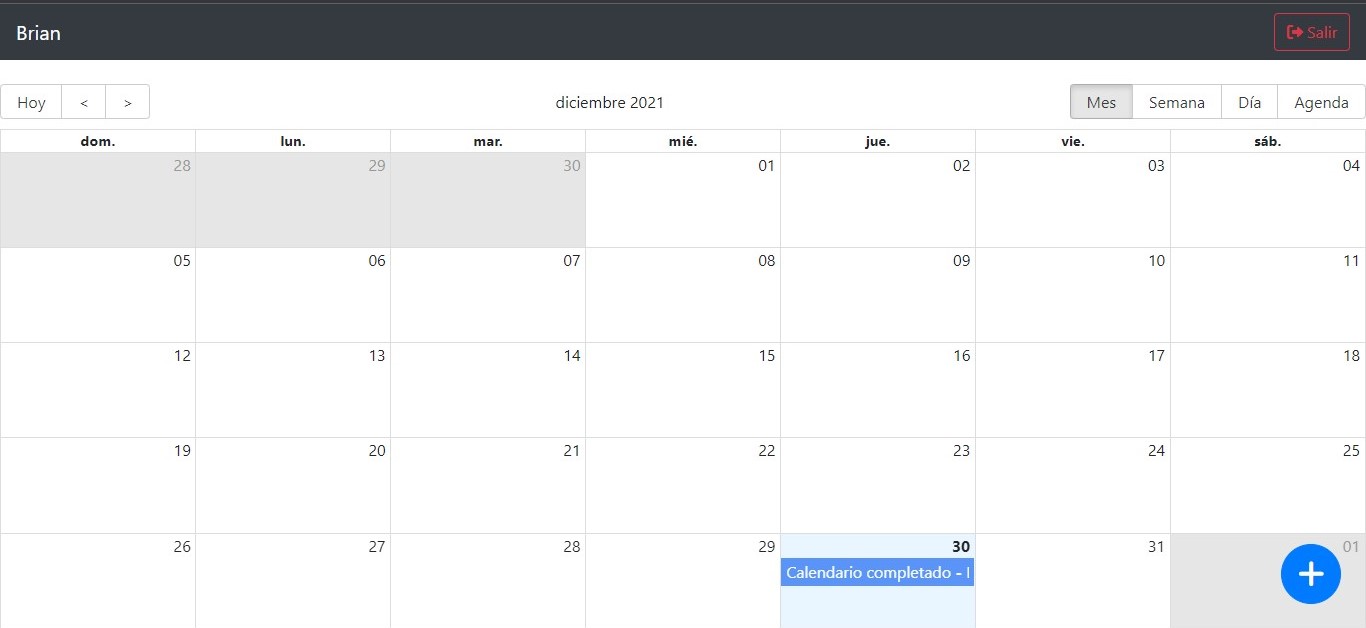 Brian
Salir
Hoy < > diciembre 2021 Mes Semana Día Agenda
dom. lun. mar. mié. jue. vie. sáb.
28 29 30 01 02 03 04
05 06 07 08 09 10 11
12 13 14 15 16 17 18
19 20 21 22 23 24 25
26 27 28 29 30 31 01
Calendario completado -